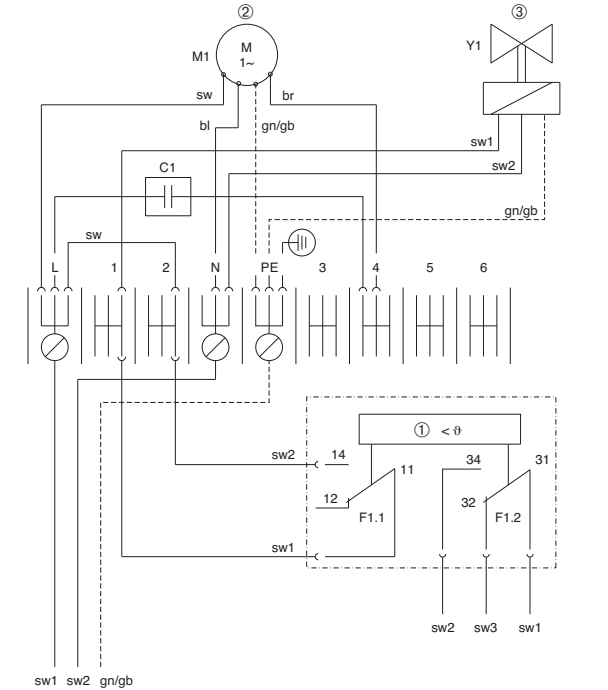 ② ③
M1 M 1~ Y1
sw br
bl gn/gb
sw1
C1 sw2
gn/gb
sw
L 1 2 N PE 3 4 5 6
① < ϑ
sw2 14 34 31
11
12 32
F1.1 F1.2
sw1
sw2 sw3 sw1
sw1 sw2 gn/gb